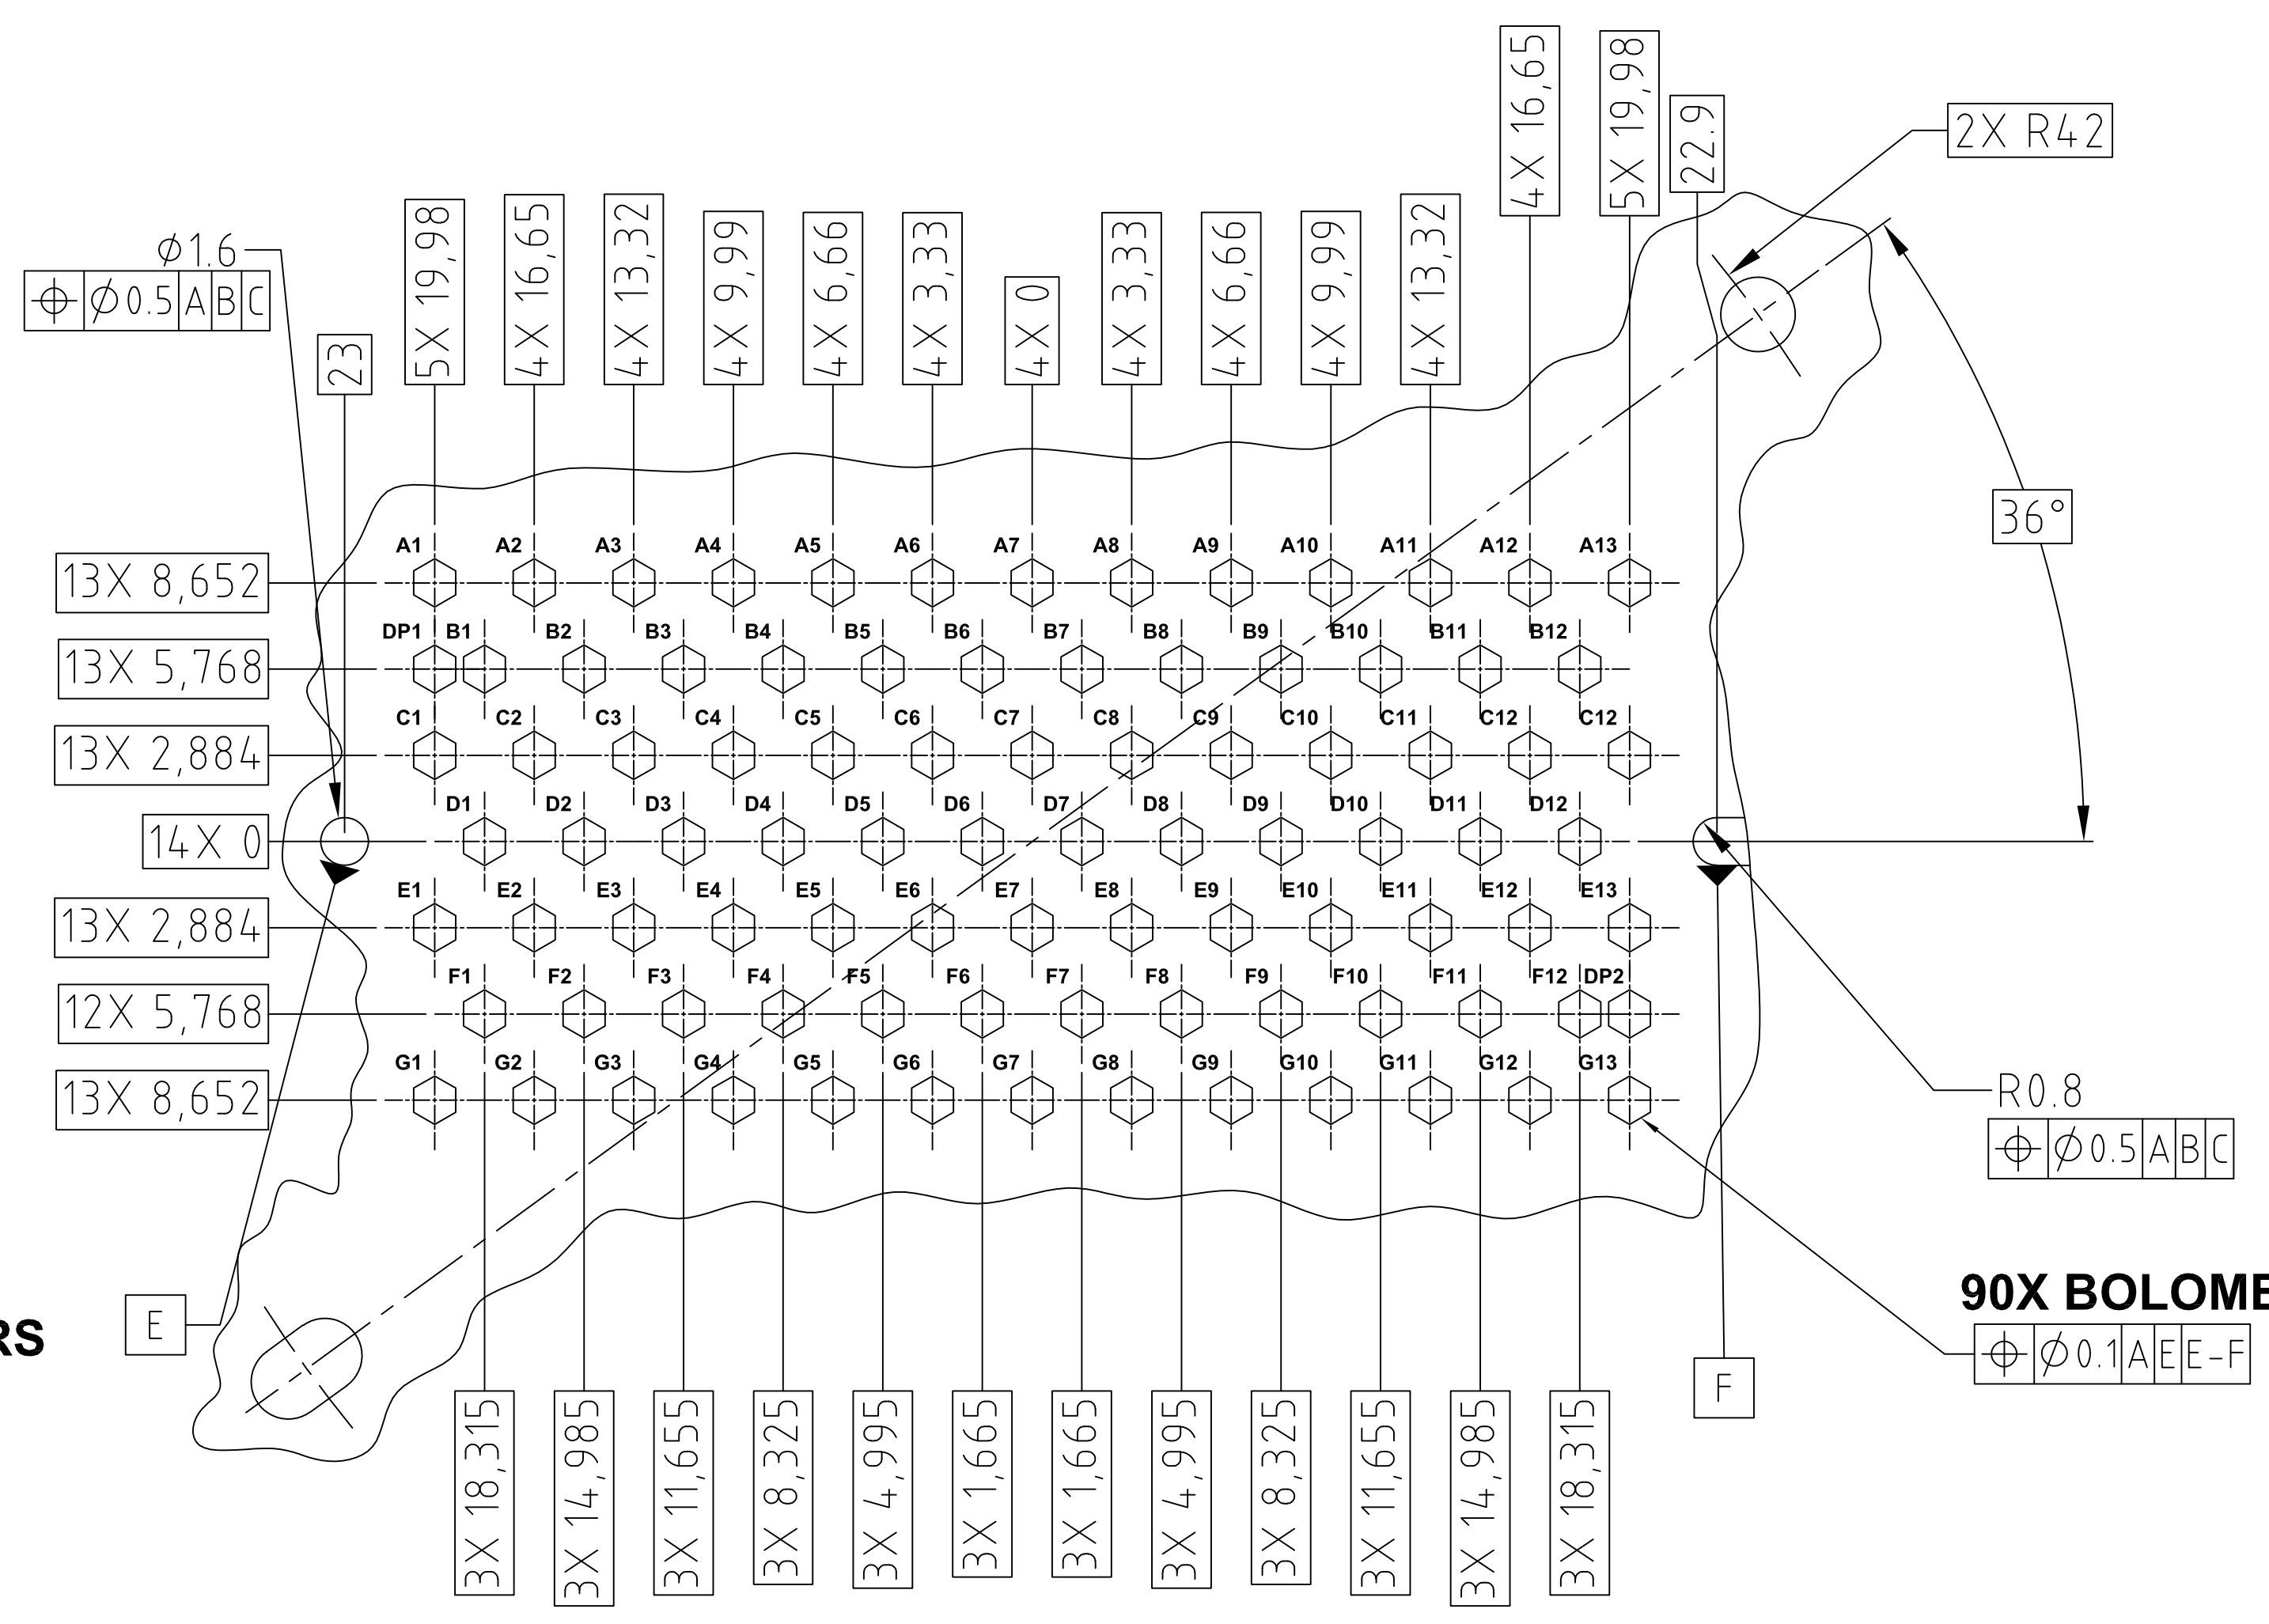 4X 16,65
5X 19,98
22.9
2X R42
5X 19,98
4X 16,65
4X 13,32
4X 9,99
4X 6,66
4X 3,33
4X 0
4X 3,33
4X 6,66
4X 9,99
4X 13,32
⌀1.6
⌖ ⌀0.5 A B C
23
36°
A1 A2 A3 A4 A5 A6 A7 A8 A9 A10 A11 A12 A13
13X 8,652
DP1 B1 B2 B3 B4 B5 B6 B7 B8 B9 B10 B11 B12
13X 5,768
C1 C2 C3 C4 C5 C6 C7 C8 C9 C10 C11 C12 C12
13X 2,884
D1 D2 D3 D4 D5 D6 D7 D8 D9 D10 D11 D12
14X 0
E1 E2 E3 E4 E5 E6 E7 E8 E9 E10 E11 E12 E13
13X 2,884
F1 F2 F3 F4 F5 F6 F7 F8 F9 F10 F11 F12 DP2
12X 5,768
G1 G2 G3 G4 G5 G6 G7 G8 G9 G10 G11 G12 G13
13X 8,652
R0.8
⌖ ⌀0.5 A B C
90X BOLOME
⌖ ⌀0.1 A E E-F
E
RS
F
3X 18,315
3X 14,985
3X 11,655
3X 8,325
3X 4,995
3X 1,665
3X 1,665
3X 4,995
3X 8,325
3X 11,655
3X 14,985
3X 18,315